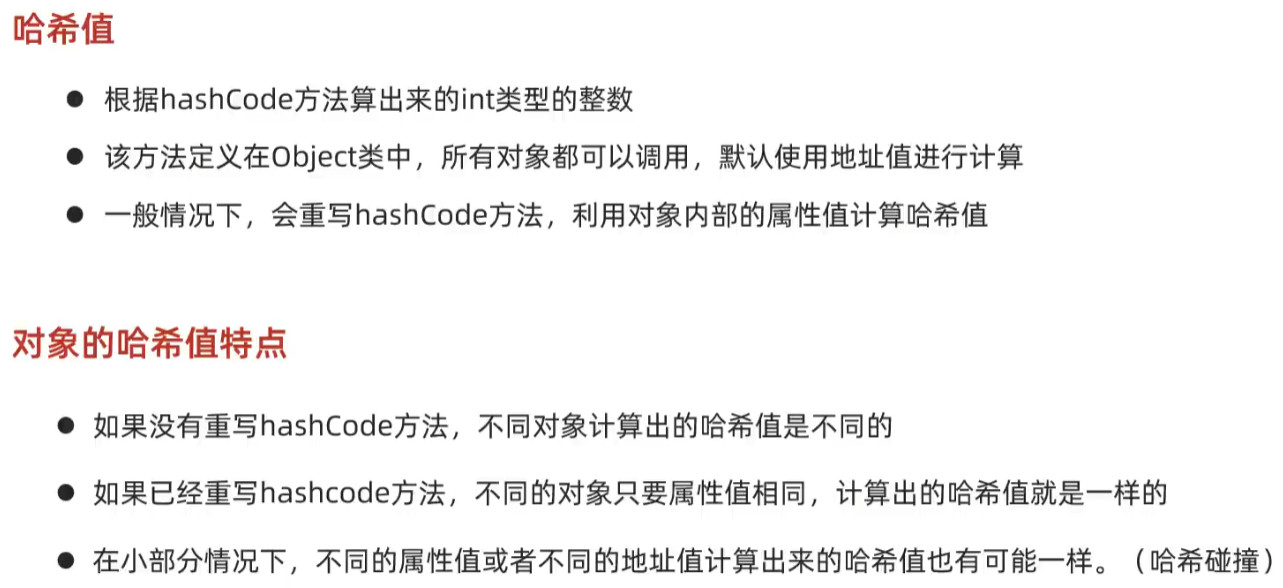 哈希值
● 根据hashCode方法算出来的int类型的整数
● 该方法定义在Object类中，所有对象都可以调用，默认使用地址值进行计算
● 一般情况下，会重写hashCode方法，利用对象内部的属性值计算哈希值
对象的哈希值特点
● 如果没有重写hashCode方法，不同对象计算出的哈希值是不同的
● 如果已经重写hashcode方法，不同的对象只要属性值相同，计算出的哈希值就是一样的
● 在小部分情况下，不同的属性值或者不同的地址值计算出来的哈希值也有可能一样。（哈希碰撞）